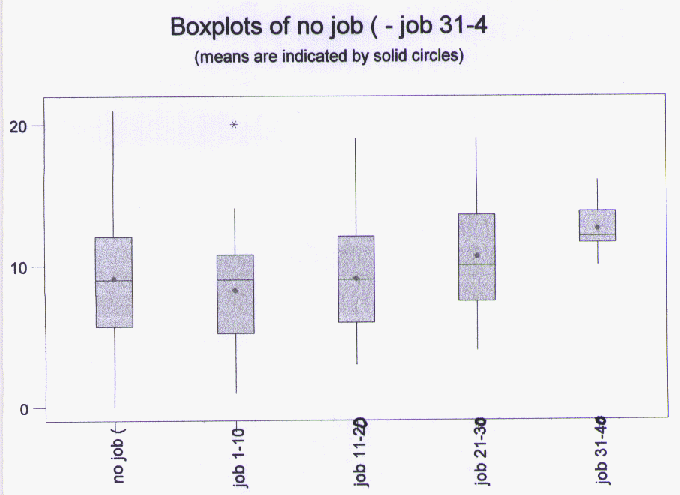 Boxplots of no job ( - job 31-4
(means are indicated by solid circles)
20
10
0
no job (
job 1-10
job 11-20
job 21-30
job 31-40